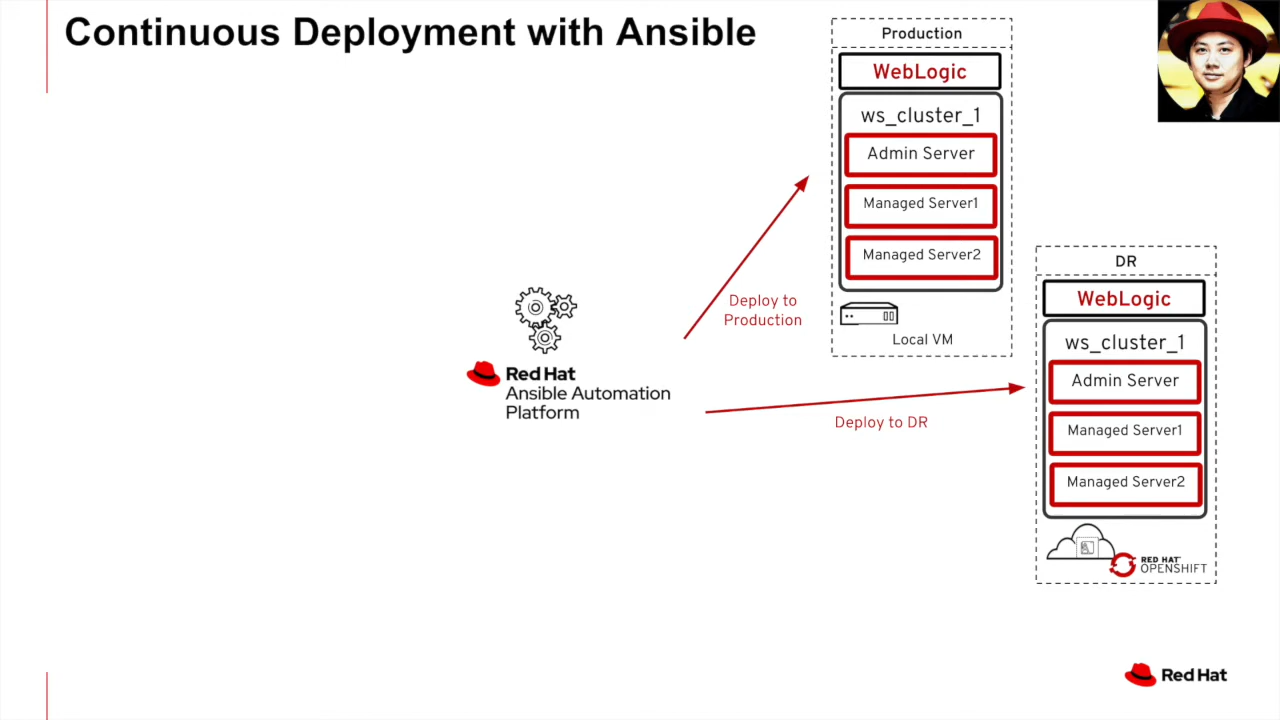 Continuous Deployment with Ansible
Production
WebLogic
ws_cluster_1
Admin Server
Managed Server1
Managed Server2
Local VM
Deploy to
Production
Red Hat
Ansible Automation
Platform
Deploy to DR
DR
WebLogic
ws_cluster_1
Admin Server
Managed Server1
Managed Server2
RED HAT
OPENSHIFT
Red Hat